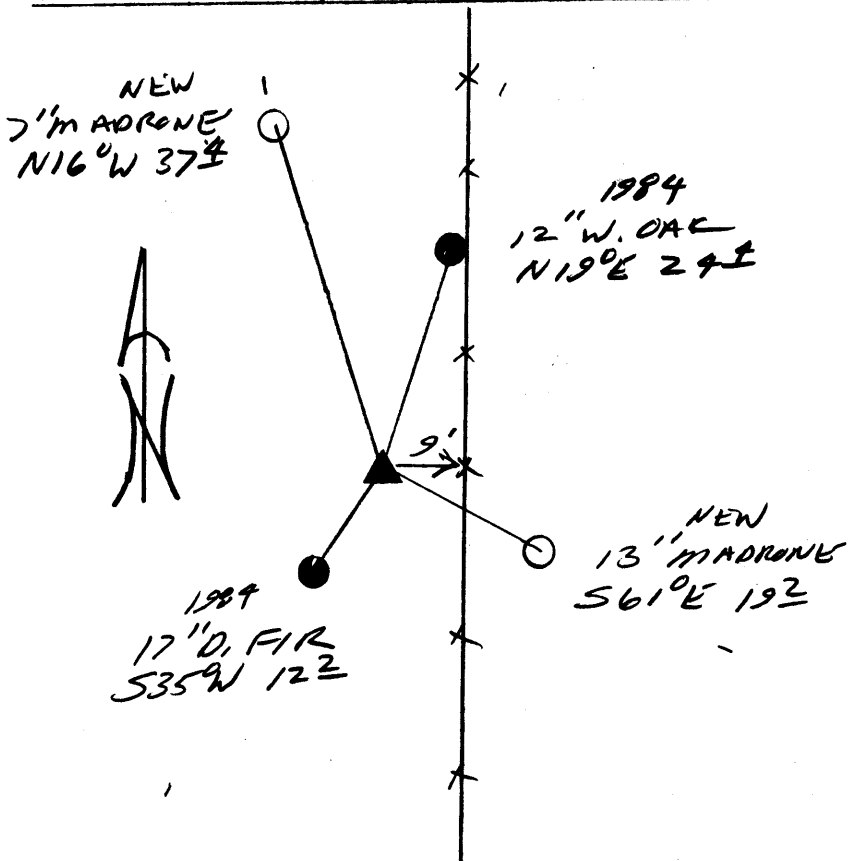 NEW
7" MADRONE
N16°W 37 4
1984
12" W. OAK
N19°E 24 4
9'
NEW
13" MADRONE
S61°E 19 2
1984
17" D. FIR
S35°W 12 2
N